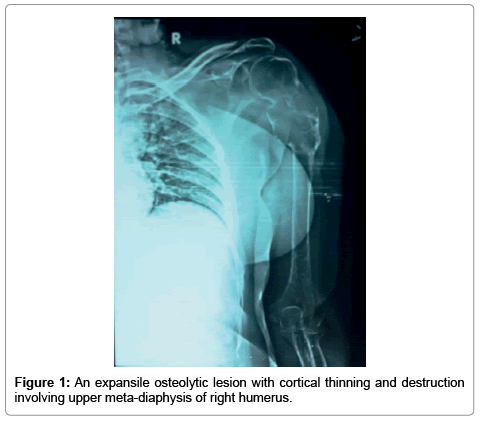 R
Figure 1: An expansile osteolytic lesion with cortical thinning and destruction
involving upper meta-diaphysis of right humerus.